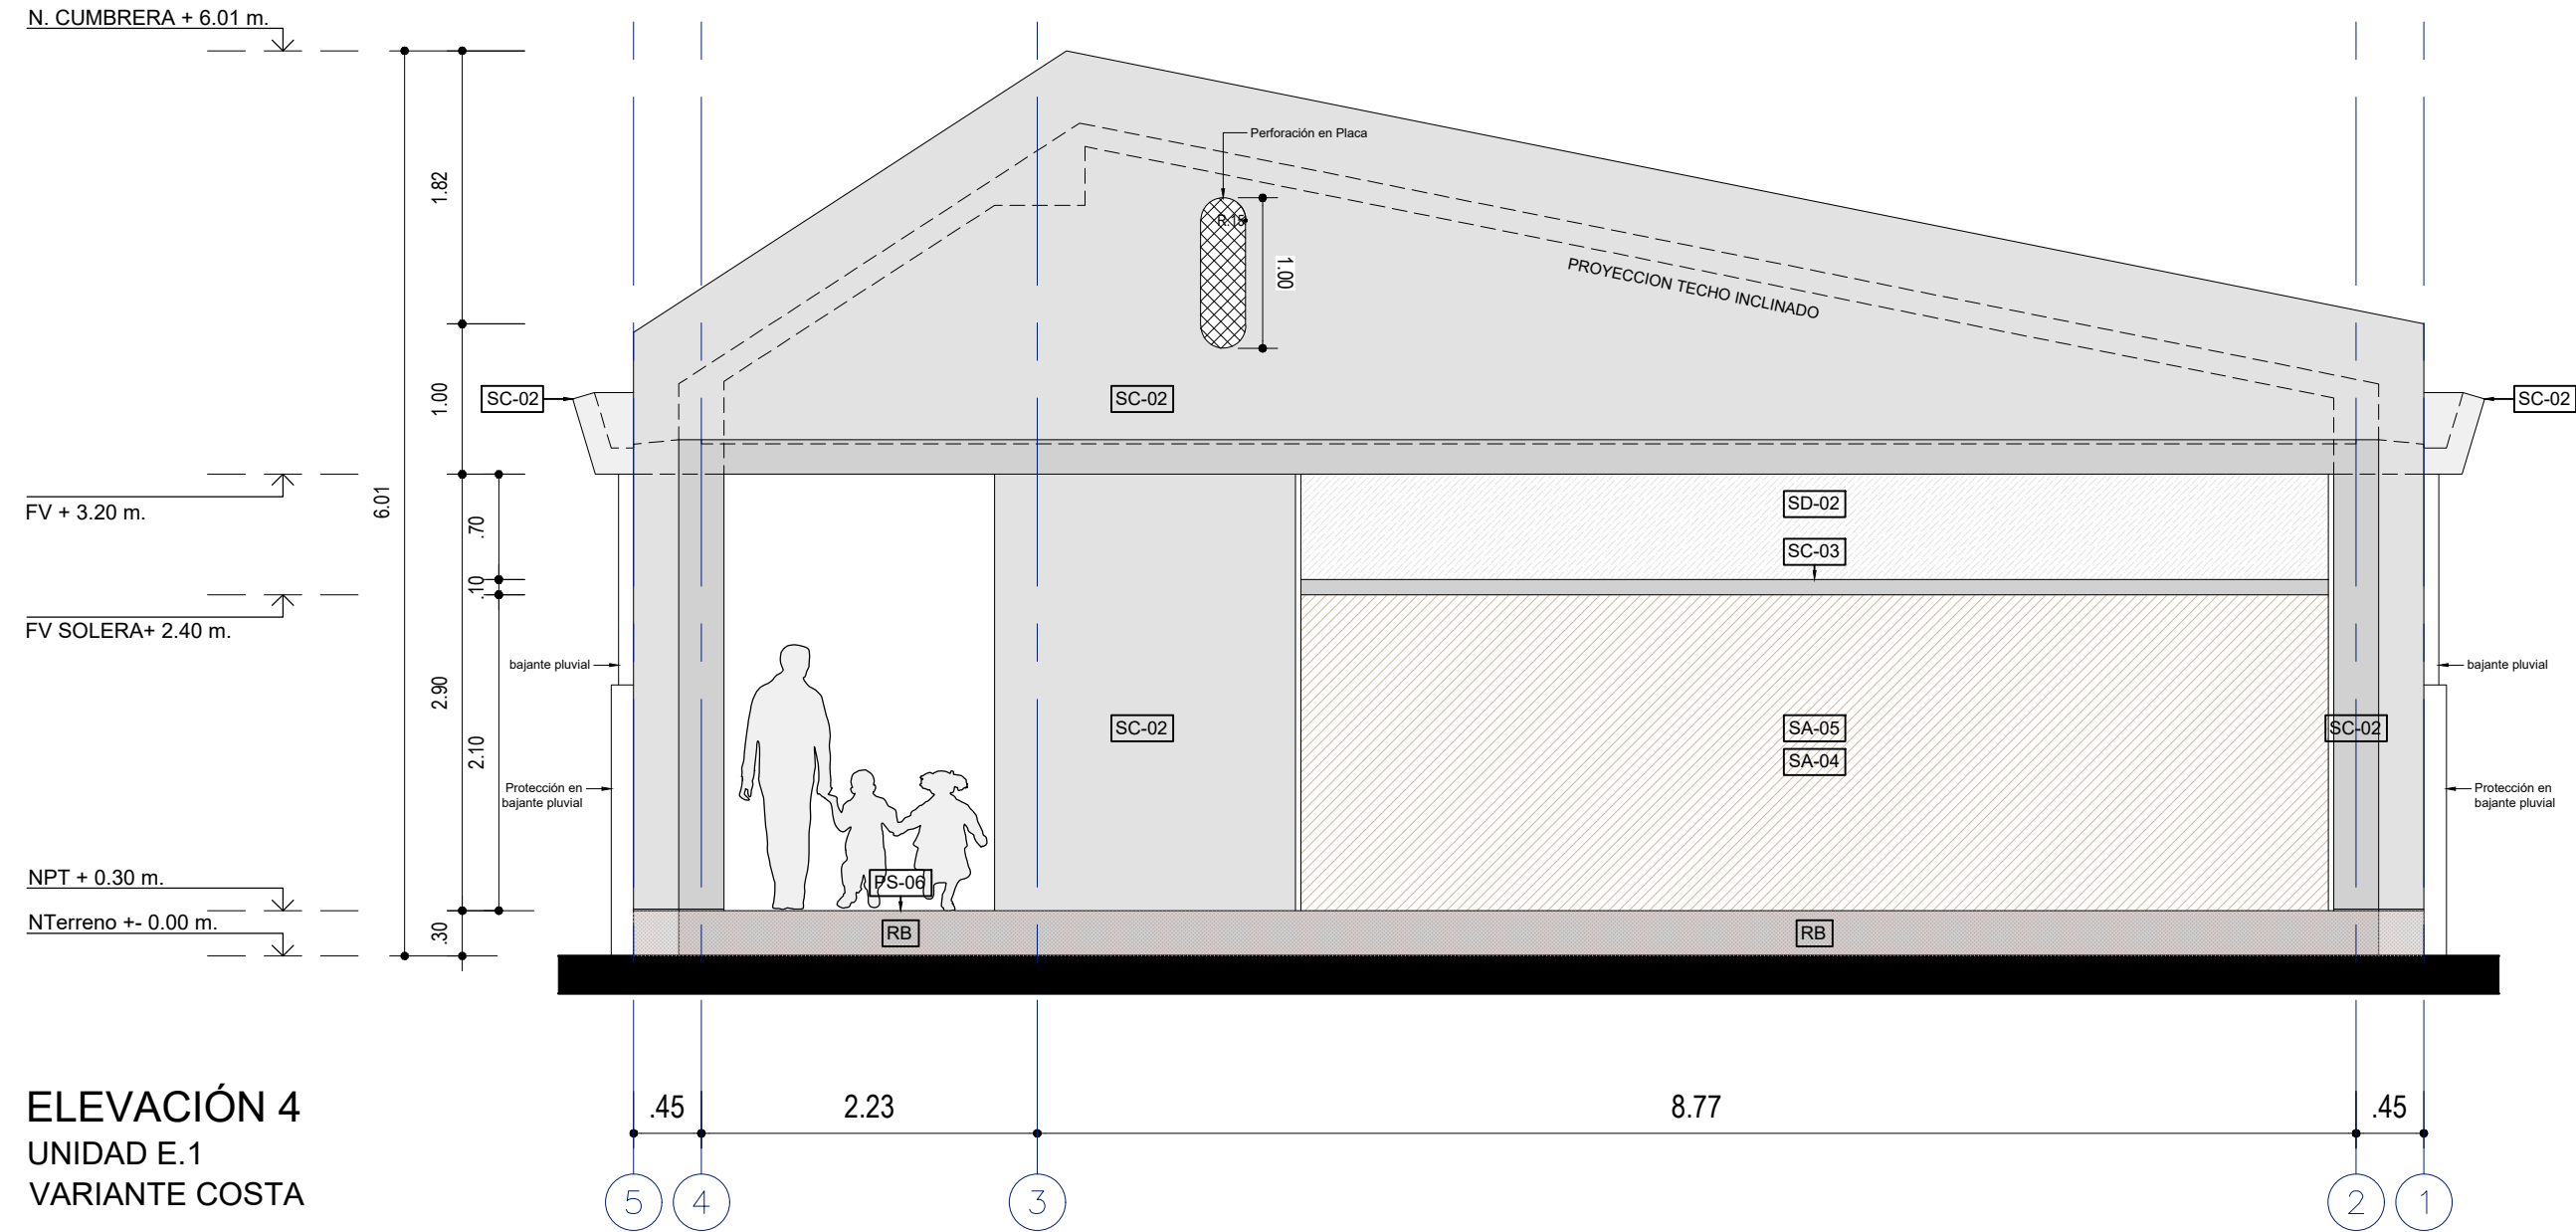 N. CUMBRERA + 6.01 m.
Perforación en Placa
1.82
R.15
1.00
PROYECCION TECHO INCLINADO
1.00
SC-02
SC-02
SC-02
6.01
FV + 3.20 m.
.70
SD-02
SC-03
.10
FV SOLERA+ 2.40 m.
bajante pluvial
bajante pluvial
2.90
2.10
SC-02
SA-05
SC-02
SA-04
Protección en
bajante pluvial
Protección en
bajante pluvial
NPT + 0.30 m.
PS-06
NTerreno +- 0.00 m.
.30
RB
RB
ELEVACIÓN 4
UNIDAD E.1
VARIANTE COSTA
.45
2.23
8.77
.45
5
4
3
2
1